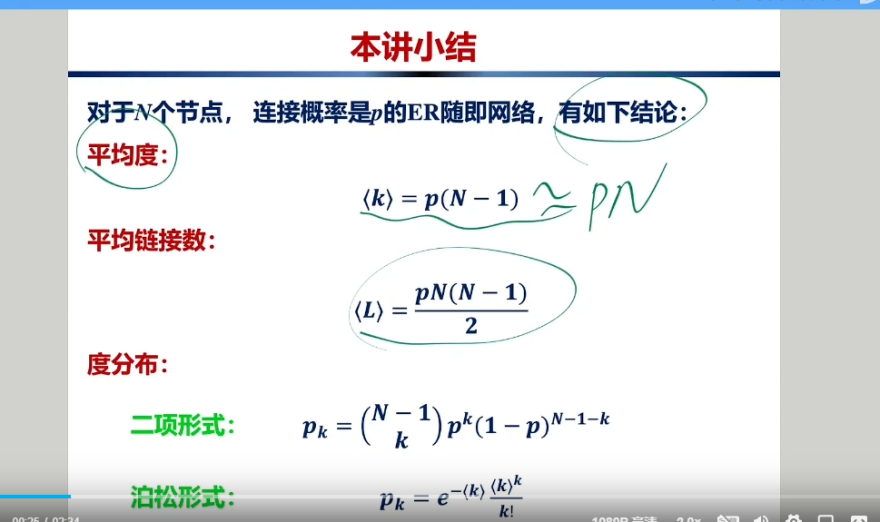 本讲小结
对于N个节点， 连接概率是p的ER随即网络，有如下结论：
平均度：
⟨k⟩ = p(N − 1) ≃ PN
平均链接数：
⟨L⟩ = pN(N − 1) / 2
度分布：
二项形式： pₖ = (N − 1 k) pᵏ(1 − p)ᴺ⁻¹⁻ᵏ
泊松形式： pₖ = e^−⟨k⟩ ⟨k⟩ᵏ / k!
00:26 / 02:34
1080P 高清 2.0x